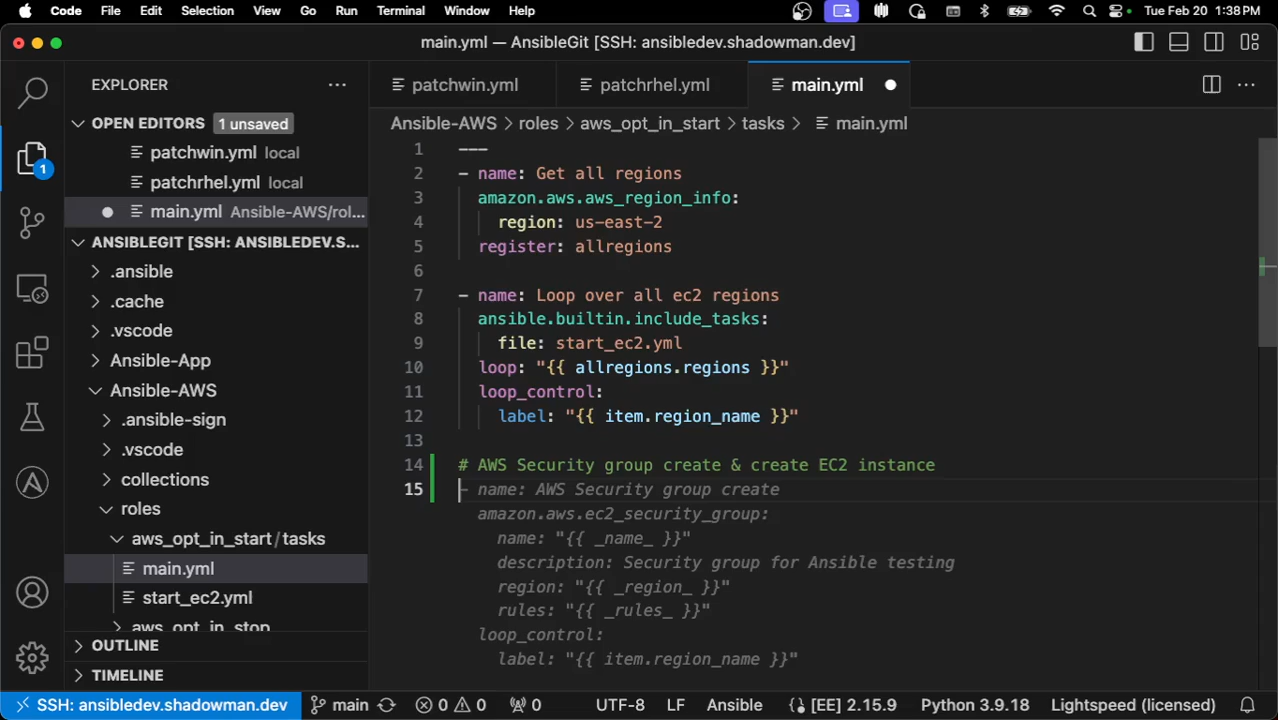 Code File Edit Selection View Go Run Terminal Window Help Tue Feb 20 1:38 PM
main.yml — AnsibleGit [SSH: ansibledev.shadowman.dev]
EXPLORER ...
patchwin.yml patchrhel.yml main.yml
OPEN EDITORS 1 unsaved
Ansible-AWS > roles > aws_opt_in_start > tasks > main.yml
patchwin.yml local
patchrhel.yml local
main.yml Ansible-AWS/rol...
ANSIBLEGIT [SSH: ANSIBLEDEV.S...
.ansible
.cache
.vscode
Ansible-App
Ansible-AWS
.ansible-sign
.vscode
collections
roles
aws_opt_in_start/tasks
main.yml
start_ec2.yml
aws_opt_in_stop
OUTLINE
TIMELINE
1
1 ---
2 - name: Get all regions
3 amazon.aws.aws_region_info:
4 region: us-east-2
5 register: allregions
6
7 - name: Loop over all ec2 regions
8 ansible.builtin.include_tasks:
9 file: start_ec2.yml
10 loop: "{{ allregions.regions }}"
11 loop_control:
12 label: "{{ item.region_name }}"
13
14 # AWS Security group create & create EC2 instance
15 - name: AWS Security group create
amazon.aws.ec2_security_group:
name: "{{ _name_ }}"
description: Security group for Ansible testing
region: "{{ _region_ }}"
rules: "{{ _rules_ }}"
loop_control:
label: "{{ item.region_name }}"
SSH: ansibledev.shadowman.dev main 0 0 0 UTF-8 LF Ansible [EE] 2.15.9 Python 3.9.18 Lightspeed (licensed)